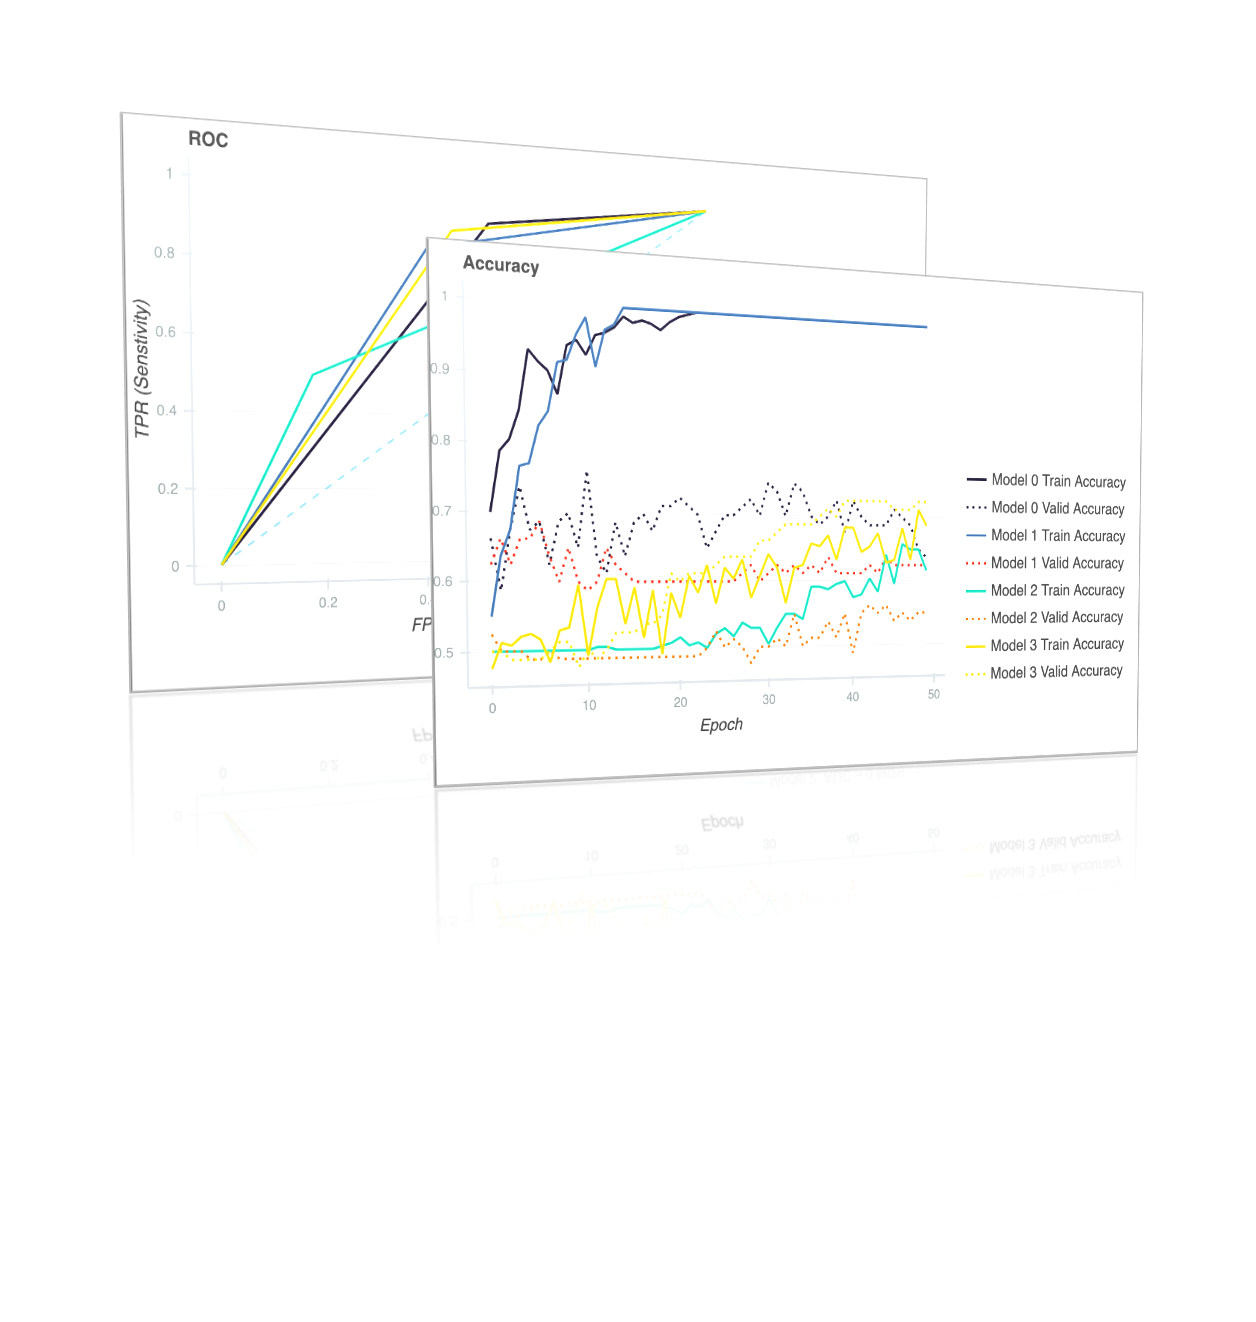 ROC
1
0.8
0.6
0.4
0.2
0
TPR (Senstivity)
0
0.2
0.
FP
Accuracy
1
0.9
0.8
0.7
0.6
0.5
0
10
20
30
40
50
Epoch
Model 0 Train Accuracy
Model 0 Valid Accuracy
Model 1 Train Accuracy
Model 1 Valid Accuracy
Model 2 Train Accuracy
Model 2 Valid Accuracy
Model 3 Train Accuracy
Model 3 Valid Accuracy